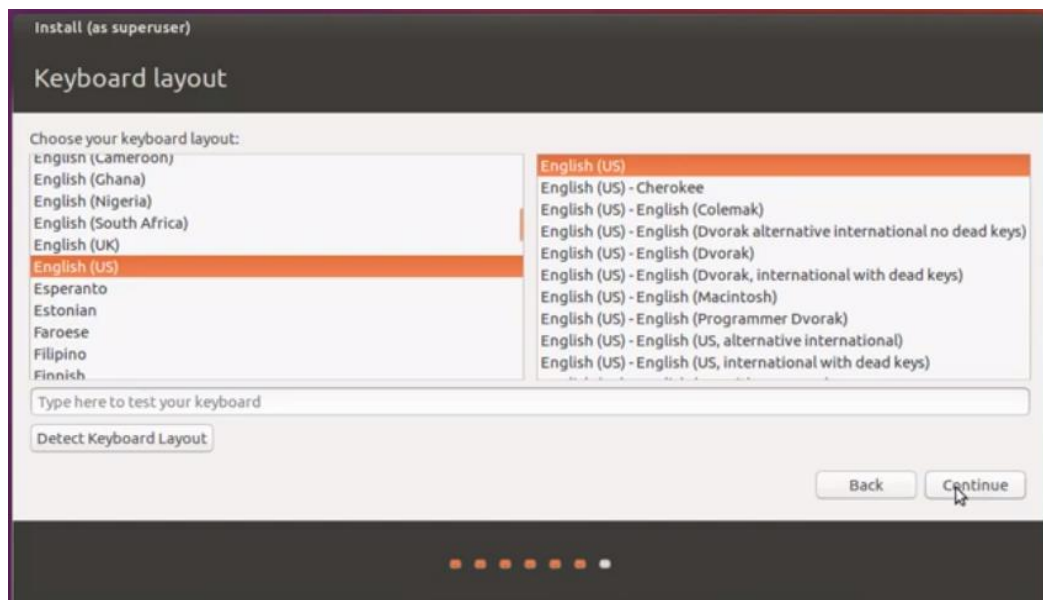 Install (as superuser)
Keyboard layout
Choose your keyboard layout:
English (Cameroon)
English (Ghana)
English (Nigeria)
English (South Africa)
English (UK)
English (US)
Esperanto
Estonian
Faroese
Filipino
Finnish
English (US)
English (US) - Cherokee
English (US) - English (Colemak)
English (US) - English (Dvorak alternative international no dead keys)
English (US) - English (Dvorak)
English (US) - English (Dvorak, international with dead keys)
English (US) - English (Macintosh)
English (US) - English (Programmer Dvorak)
English (US) - English (US, alternative international)
English (US) - English (US, international with dead keys)
Type here to test your keyboard
Detect Keyboard Layout
Back
Continue